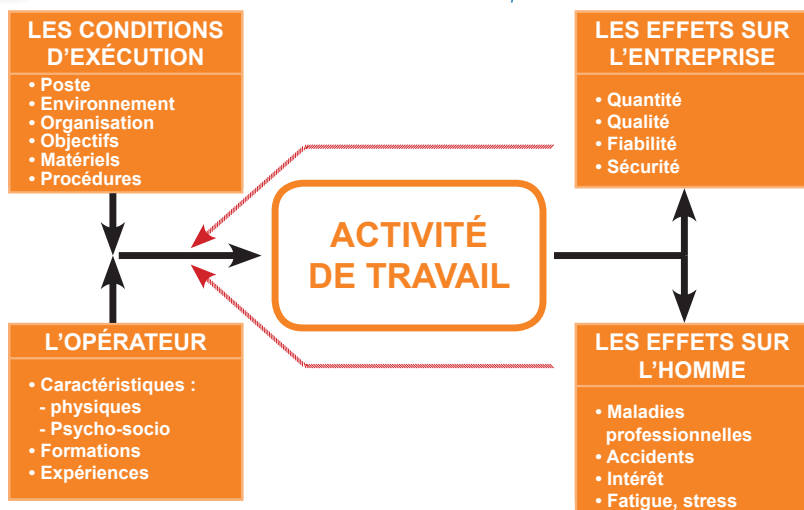 LES CONDITIONS
D'EXÉCUTION
• Poste
• Environnement
• Organisation
• Objectifs
• Matériels
• Procédures
LES EFFETS SUR
L'ENTREPRISE
• Quantité
• Qualité
• Fiabilité
• Sécurité
ACTIVITÉ
DE TRAVAIL
L'OPÉRATEUR
• Caractéristiques :
- physiques
- Psycho-socio
• Formations
• Expériences
LES EFFETS SUR
L'HOMME
• Maladies
professionnelles
• Accidents
• Intérêt
• Fatigue, stress